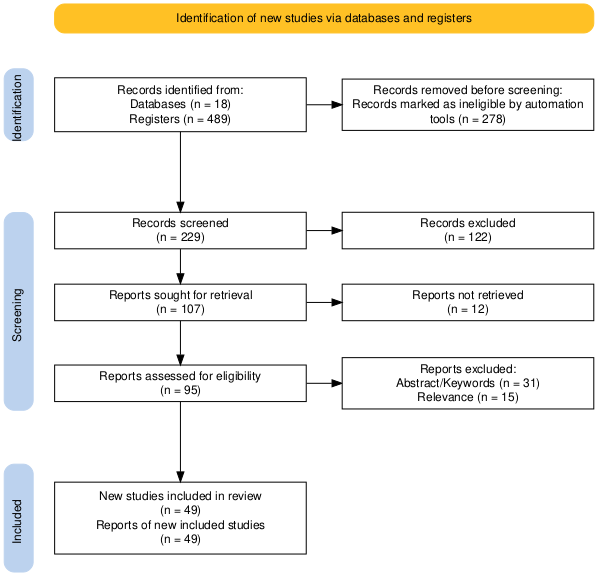 Identification of new studies via databases and registers
Identification
Records identified from:
Databases (n = 18)
Registers (n = 489)
Records removed before screening:
Records marked as ineligible by automation
tools (n = 278)
Screening
Records screened
(n = 229)
Records excluded
(n = 122)
Reports sought for retrieval
(n = 107)
Reports not retrieved
(n = 12)
Reports assessed for eligibility
(n = 95)
Reports excluded:
Abstract/Keywords (n = 31)
Relevance (n = 15)
Included
New studies included in review
(n = 49)
Reports of new included studies
(n = 49)